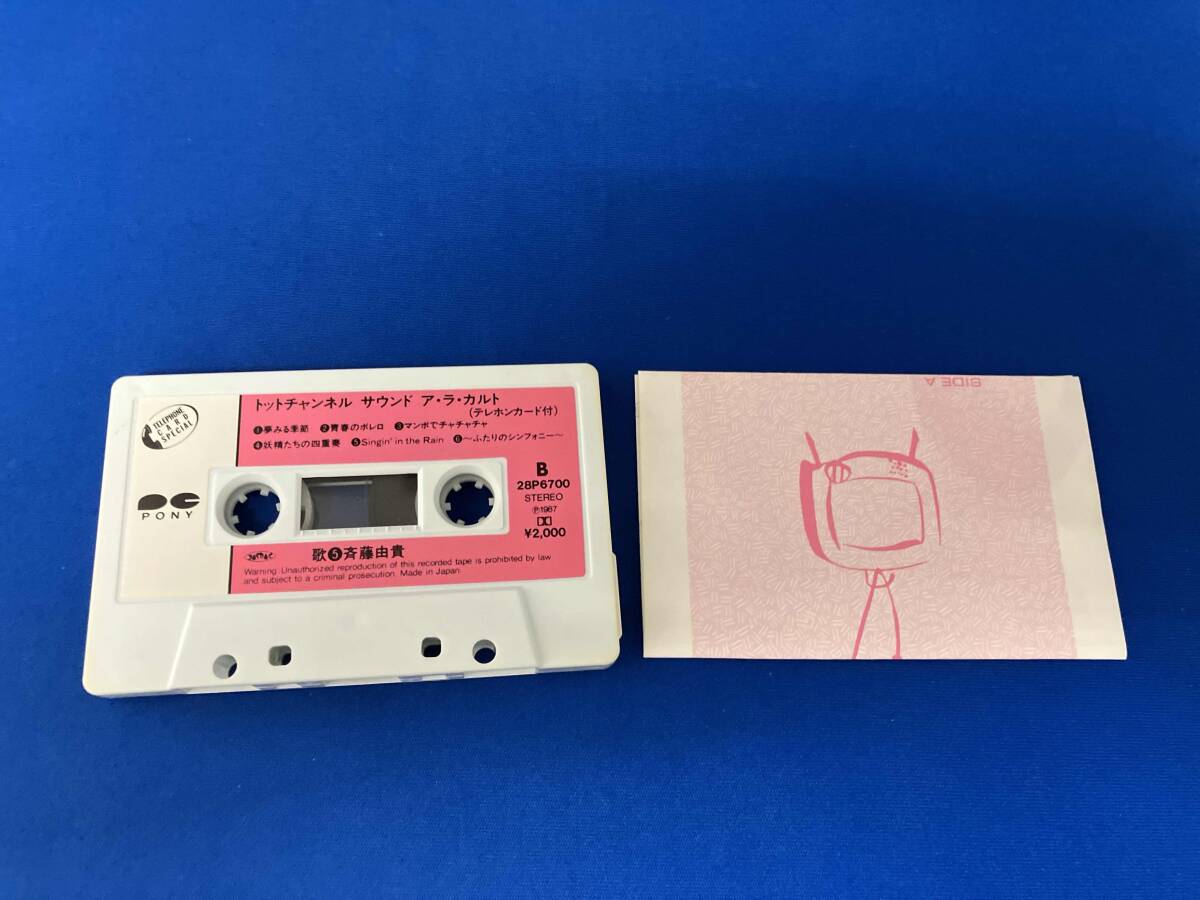 TELEPHONE
CARD
SPECIAL
トットチャンネル サウンド ア・ラ・カルト
(テレホンカード付)
❶夢みる季節 ❷青春のボレロ ❸マンボでチャチャチャ
❹妖精たちの四重奏 ❺Singin' in the Rain ❻～ふたりのシンフォニー～
PONY
B
28P6700
STEREO
Ⓟ1987
¥2,000
歌❺斉藤由貴
Warning: Unauthorized reproduction of this recorded tape is prohibited by law
and subject to a criminal prosecution. Made in Japan
SIDE A